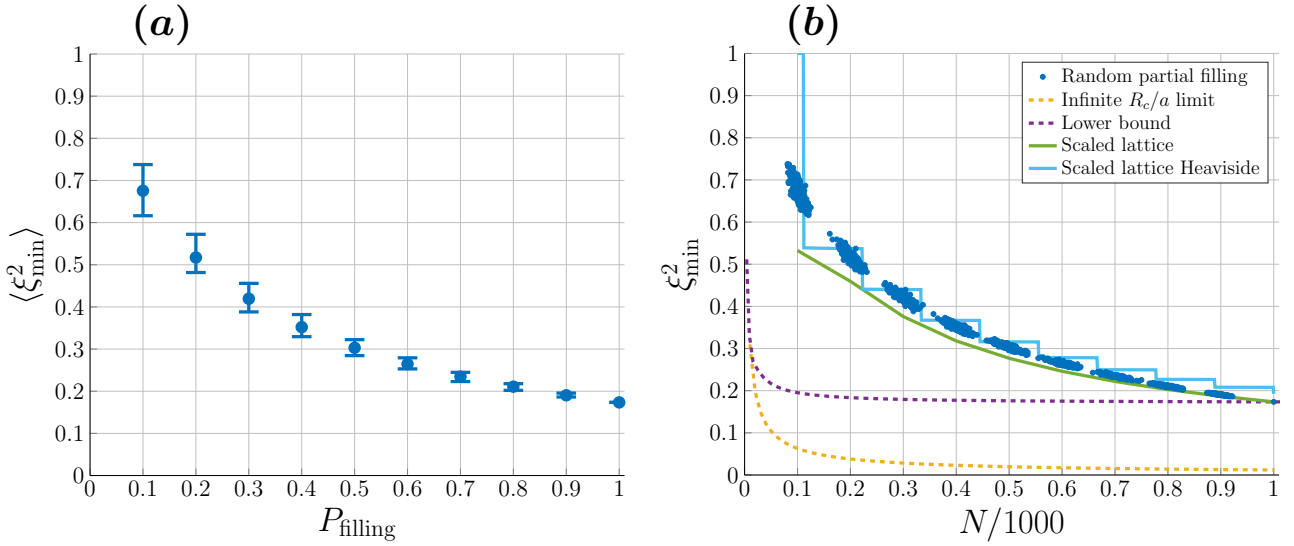 (a)
⟨ξ²min⟩
1
0.9
0.8
0.7
0.6
0.5
0.4
0.3
0.2
0.1
0
0 0.1 0.2 0.3 0.4 0.5 0.6 0.7 0.8 0.9 1
Pfilling
(b)
ξ²min
1
0.9
0.8
0.7
0.6
0.5
0.4
0.3
0.2
0.1
0
Random partial filling
Infinite Rc/a limit
Lower bound
Scaled lattice
Scaled lattice Heaviside
0 0.1 0.2 0.3 0.4 0.5 0.6 0.7 0.8 0.9 1
N/1000